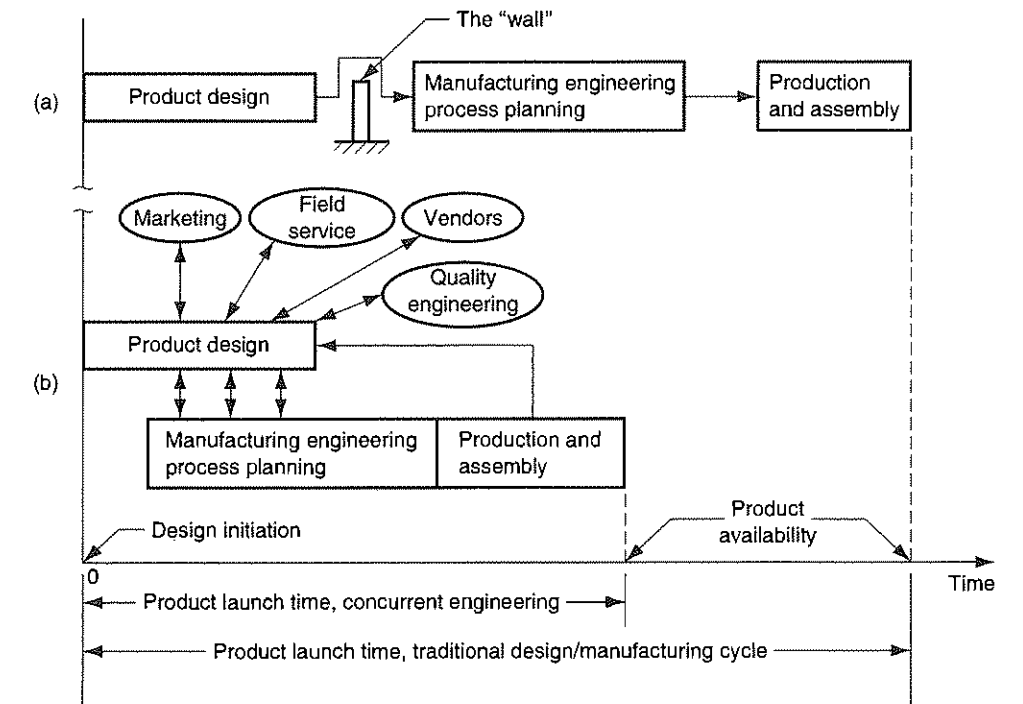 The "wall"
(a)
Product design
Manufacturing engineering
process planning
Production
and assembly
Marketing
Field
service
Vendors
Quality
engineering
Product design
(b)
Manufacturing engineering
process planning
Production and
assembly
Design initiation
Product
availability
0
Time
Product launch time, concurrent engineering
Product launch time, traditional design/manufacturing cycle